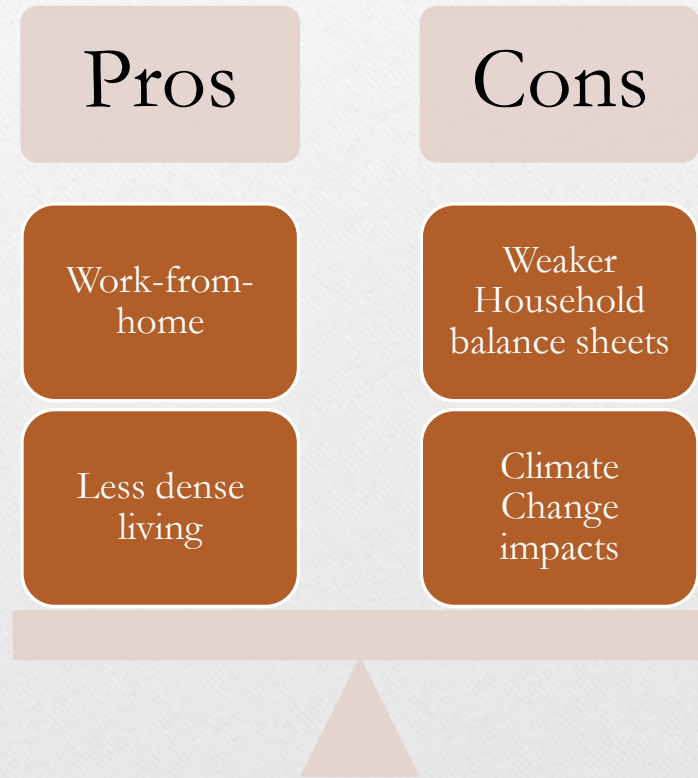 Pros
Cons
Work-from-
home
Weaker
Household
balance sheets
Less dense
living
Climate
Change
impacts